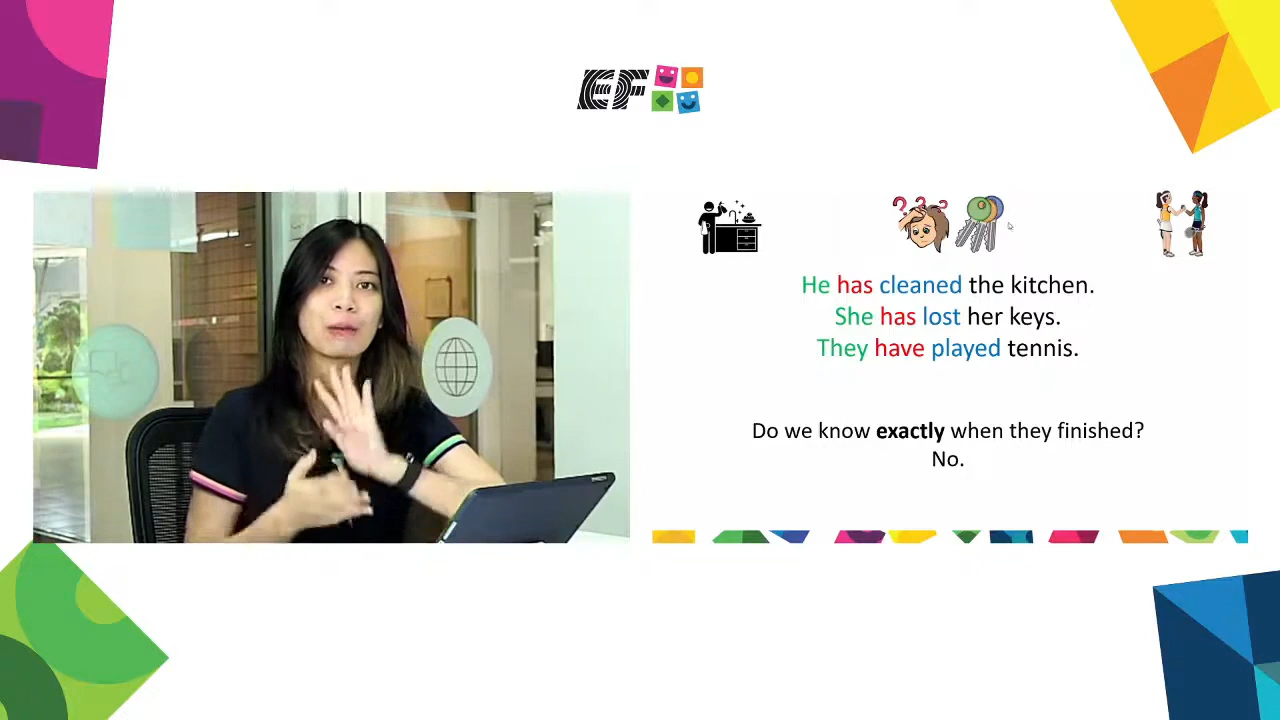 EF
He has cleaned the kitchen.
She has lost her keys.
They have played tennis.
Do we know exactly when they finished?
No.